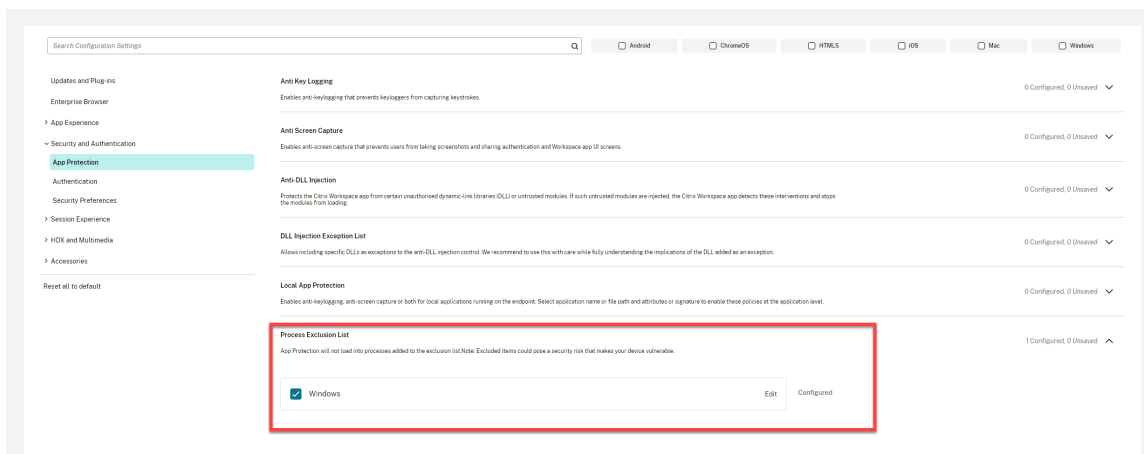 Search Configuration Settings
Android
ChromeOS
HTML5
iOS
Mac
Windows
Updates and Plug-ins
Enterprise Browser
App Experience
Security and Authentication
App Protection
Authentication
Security Preferences
Session Experience
HDX and Multimedia
Accessories
Reset all to default
Anti Key Logging
0 Configured, 0 Unsaved
Enables anti-keylogging that prevents keyloggers from capturing keystrokes.
Anti Screen Capture
0 Configured, 0 Unsaved
Enables anti-screen capture that prevents users from taking screenshots and sharing authentication and Workspace app UI screens.
Anti-DLL Injection
0 Configured, 0 Unsaved
Protects the Citrix Workspace app from certain unauthorised dynamic-link libraries (DLL) or untrusted modules. If such untrusted modules are injected, the Citrix Workspace app detects these interventions and stops
the modules from loading.
DLL Injection Exception List
0 Configured, 0 Unsaved
Allows including specific DLLs as exceptions to the anti-DLL injection control. We recommend to use this with care while fully understanding the implications of the DLL added as an exception.
Local App Protection
0 Configured, 0 Unsaved
Enables anti-keylogging, anti-screen capture or both for local applications running on the endpoint. Select application name or file path and attributes or signature to enable these policies at the application level.
Process Exclusion List
1 Configured, 0 Unsaved
App Protection will not load into processes added to the exclusion list.Note: Excluded items could pose a security risk that makes your device vulnerable.
Windows
Edit
Configured